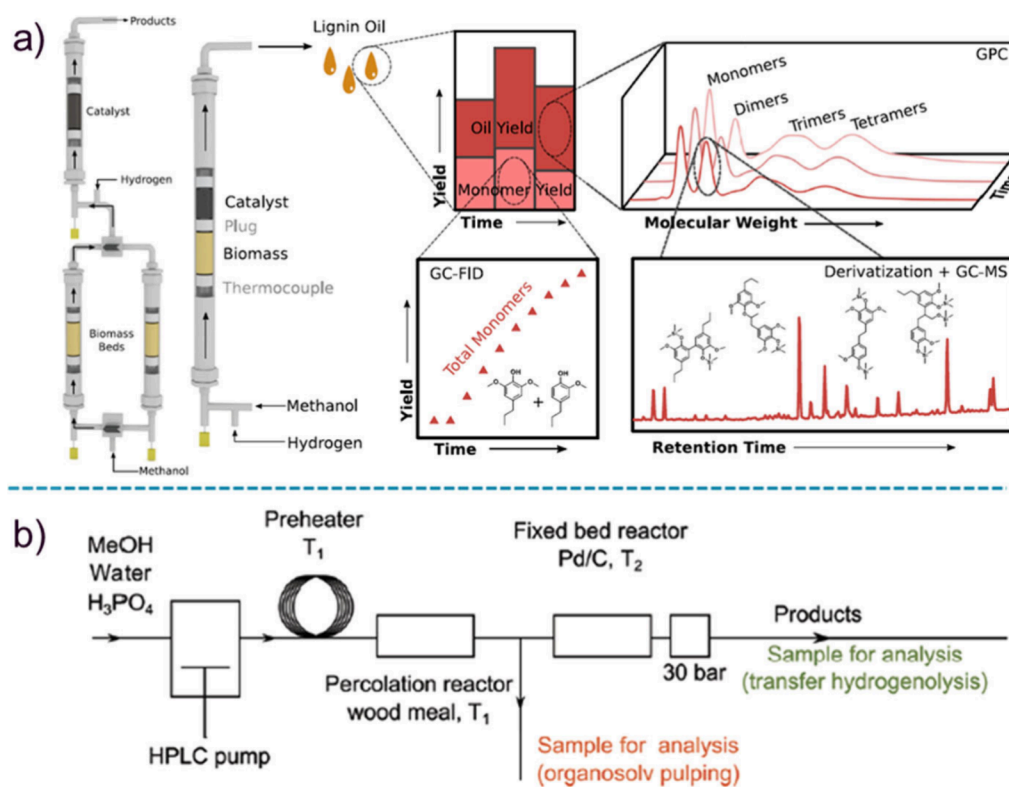 a)
Products
Catalyst
Hydrogen
Biomass
Beds
Methanol
Catalyst
Plug
Biomass
Thermocouple
Methanol
Hydrogen
Lignin Oil
Yield
Oil Yield
Monomer Yield
Time
GPC
Monomers
Dimers
Trimers
Tetramers
Time
Molecular Weight
GC-FID
Yield
Total Monomers
OH
O
O
+
OH
O
Time
Derivatization + GC-MS
Retention Time
b)
MeOH
Water
H₃PO₄
HPLC pump
Preheater
T₁
Percolation reactor
wood meal, T₁
Sample for analysis
(organosolv pulping)
Fixed bed reactor
Pd/C, T₂
30 bar
Products
Sample for analysis
(transfer hydrogenolysis)